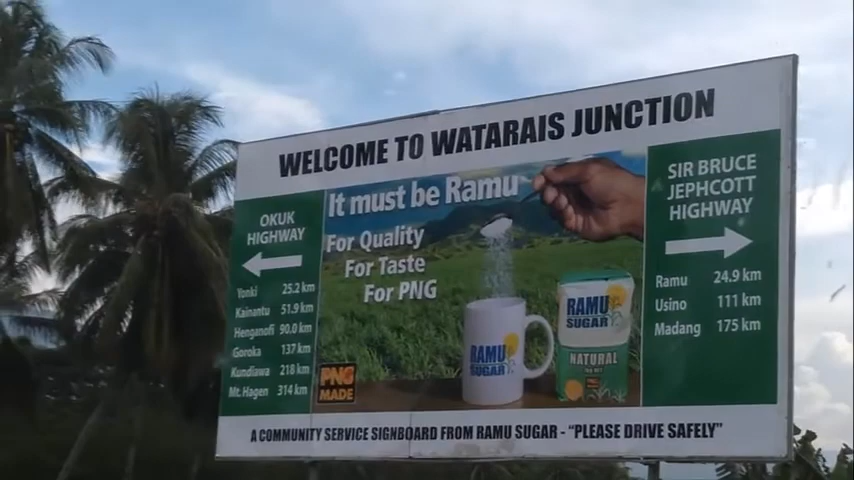 WELCOME TO WATARAIS JUNCTION
OKUK
HIGHWAY
Yonki 25.2 km
Kainantu 51.9 km
Henganofi 90.0 km
Goroka 137 km
Kundiawa 218 km
Mt. Hagen 314 km
It must be Ramu
For Quality
For Taste
For PNG
PNG
MADE
RAMU
SUGAR
RAMU
SUGAR
NATURAL
SIR BRUCE
JEPHCOTT
HIGHWAY
Ramu 24.9 km
Usino 111 km
Madang 175 km
A COMMUNITY SERVICE SIGNBOARD FROM RAMU SUGAR - "PLEASE DRIVE SAFELY"